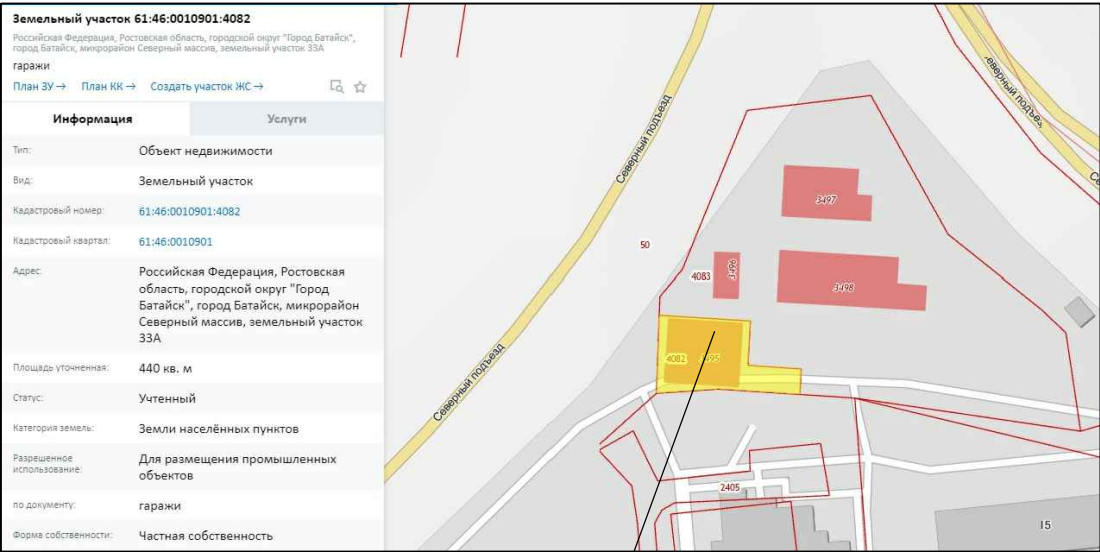 Земельный участок 61:46:0010901:4082
Российская Федерация, Ростовская область, городской округ "Город Батайск",
город Батайск, микрорайон Северный массив, земельный участок 33А
гаражи
План ЗУ → План КК → Создать участок ЖС →
Информация Услуги
Тип: Объект недвижимости
Вид: Земельный участок
Кадастровый номер: 61:46:0010901:4082
Кадастровый квартал: 61:46:0010901
Адрес: Российская Федерация, Ростовская
область, городской округ "Город
Батайск", город Батайск, микрорайон
Северный массив, земельный участок
33А
Площадь уточненная: 440 кв. м
Статус: Учтенный
Категория земель: Земли населённых пунктов
Разрешенное
использование: Для размещения промышленных
объектов
по документу: гаражи
Форма собственности: Частная собственность
Северный подъезд
еверный подъез
Се
3497
50
4083
3496
3498
4082 3495
Северный подъезд
2405
15